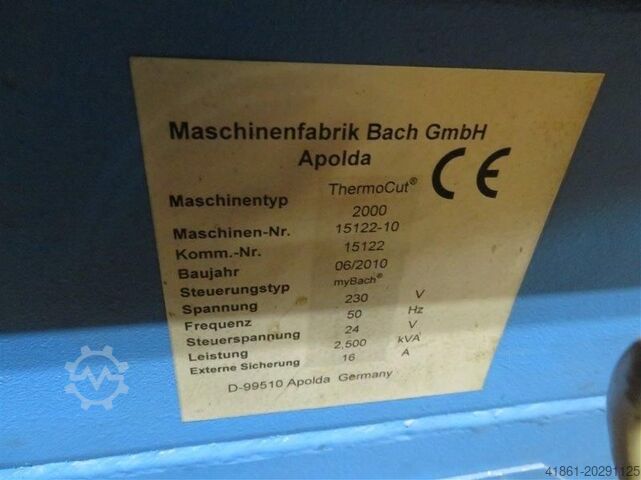 Maschinenfabrik Bach GmbH
Apolda
CE
Maschinentyp ThermoCut®
2000
Maschinen-Nr. 15122-10
Komm.-Nr. 15122
Baujahr 06/2010
Steuerungstyp myBach®
Spannung 230 V
Frequenz 50 Hz
Steuerspannung 24 V
Leistung 2,500 kVA
Externe Sicherung 16 A
D-99510 Apolda Germany
41861-20291125